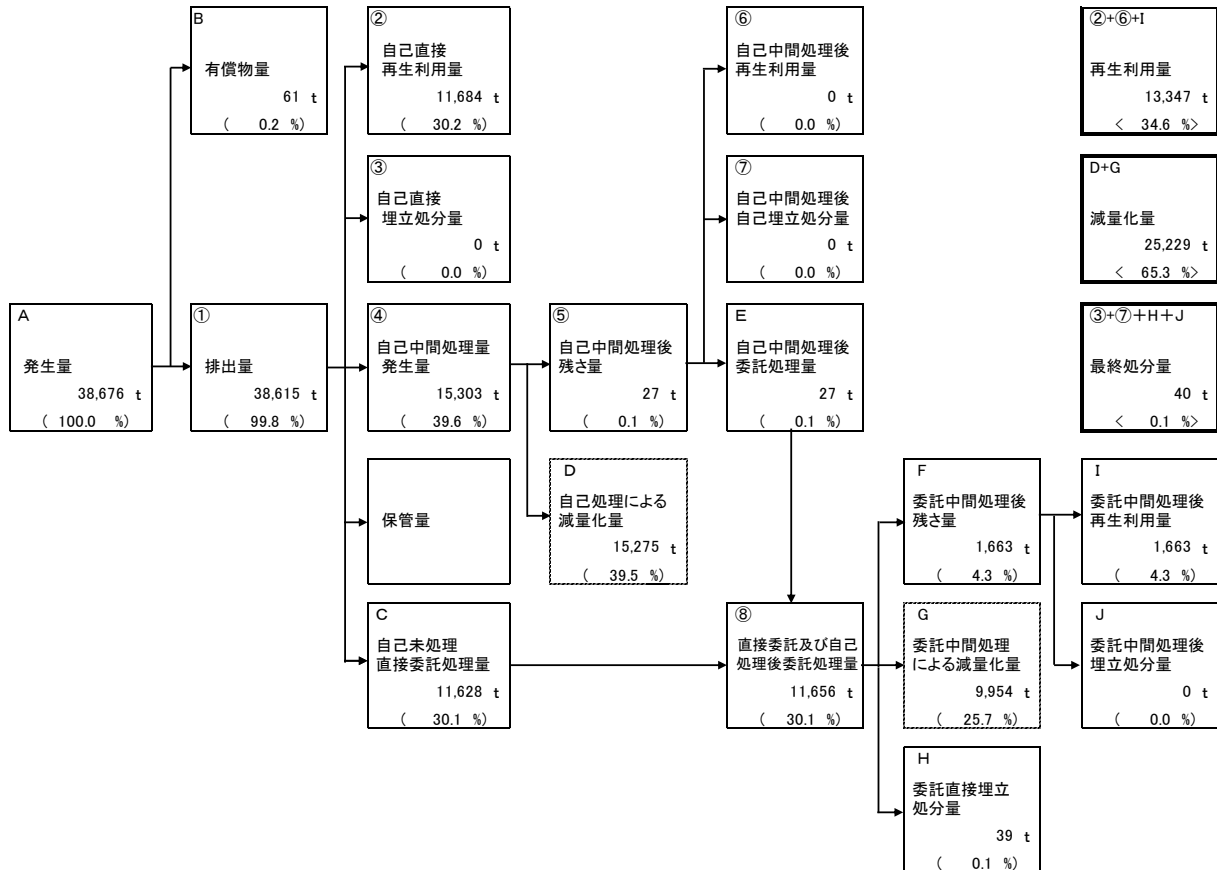 B
有償物量
61 t
( 0.2 %)
②
自己直接
再生利用量
11,684 t
( 30.2 %)
⑥
自己中間処理後
再生利用量
0 t
( 0.0 %)
②+⑥+I
再生利用量
13,347 t
< 34.6 %>
③
自己直接
埋立処分量
0 t
( 0.0 %)
⑦
自己中間処理後
自己埋立処分量
0 t
( 0.0 %)
D+G
減量化量
25,229 t
< 65.3 %>
A
発生量
38,676 t
( 100.0 %)
①
排出量
38,615 t
( 99.8 %)
④
自己中間処理量
発生量
15,303 t
( 39.6 %)
⑤
自己中間処理後
残さ量
27 t
( 0.1 %)
E
自己中間処理後
委託処理量
27 t
( 0.1 %)
③+⑦+H+J
最終処分量
40 t
< 0.1 %>
保管量
D
自己処理による
減量化量
15,275 t
( 39.5 %)
F
委託中間処理後
残さ量
1,663 t
( 4.3 %)
I
委託中間処理後
再生利用量
1,663 t
( 4.3 %)
C
自己未処理
直接委託処理量
11,628 t
( 30.1 %)
⑧
直接委託及び自己
処理後委託処理量
11,656 t
( 30.1 %)
G
委託中間処理
による減量化量
9,954 t
( 25.7 %)
J
委託中間処理後
埋立処分量
0 t
( 0.0 %)
H
委託直接埋立
処分量
39 t
( 0.1 %)